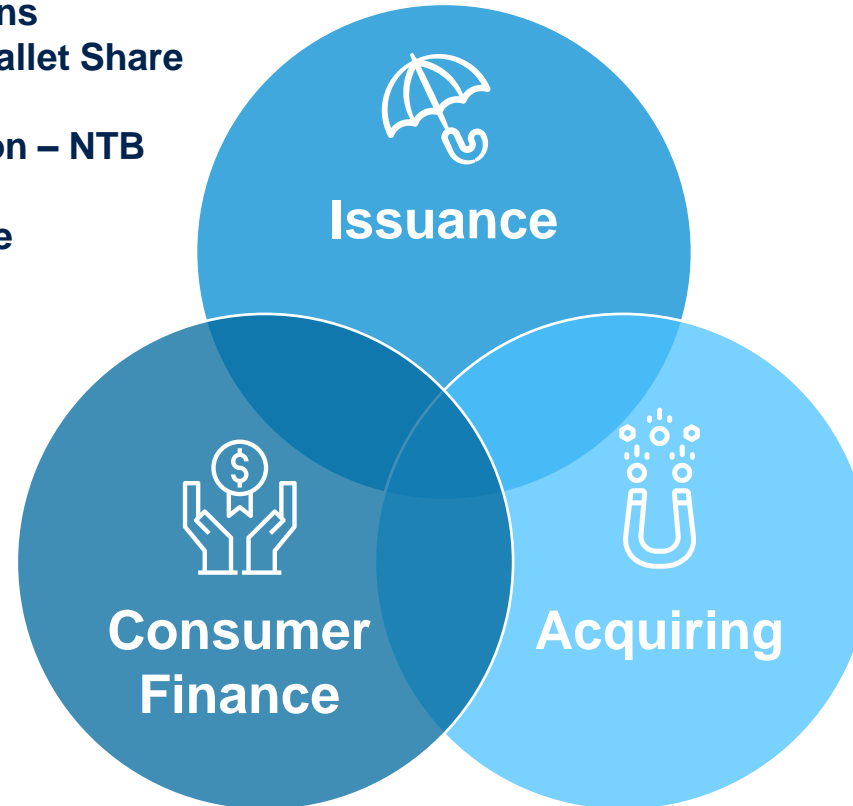 ns
allet Share
on – NTB
e
Issuance
Consumer
Finance
Acquiring
$